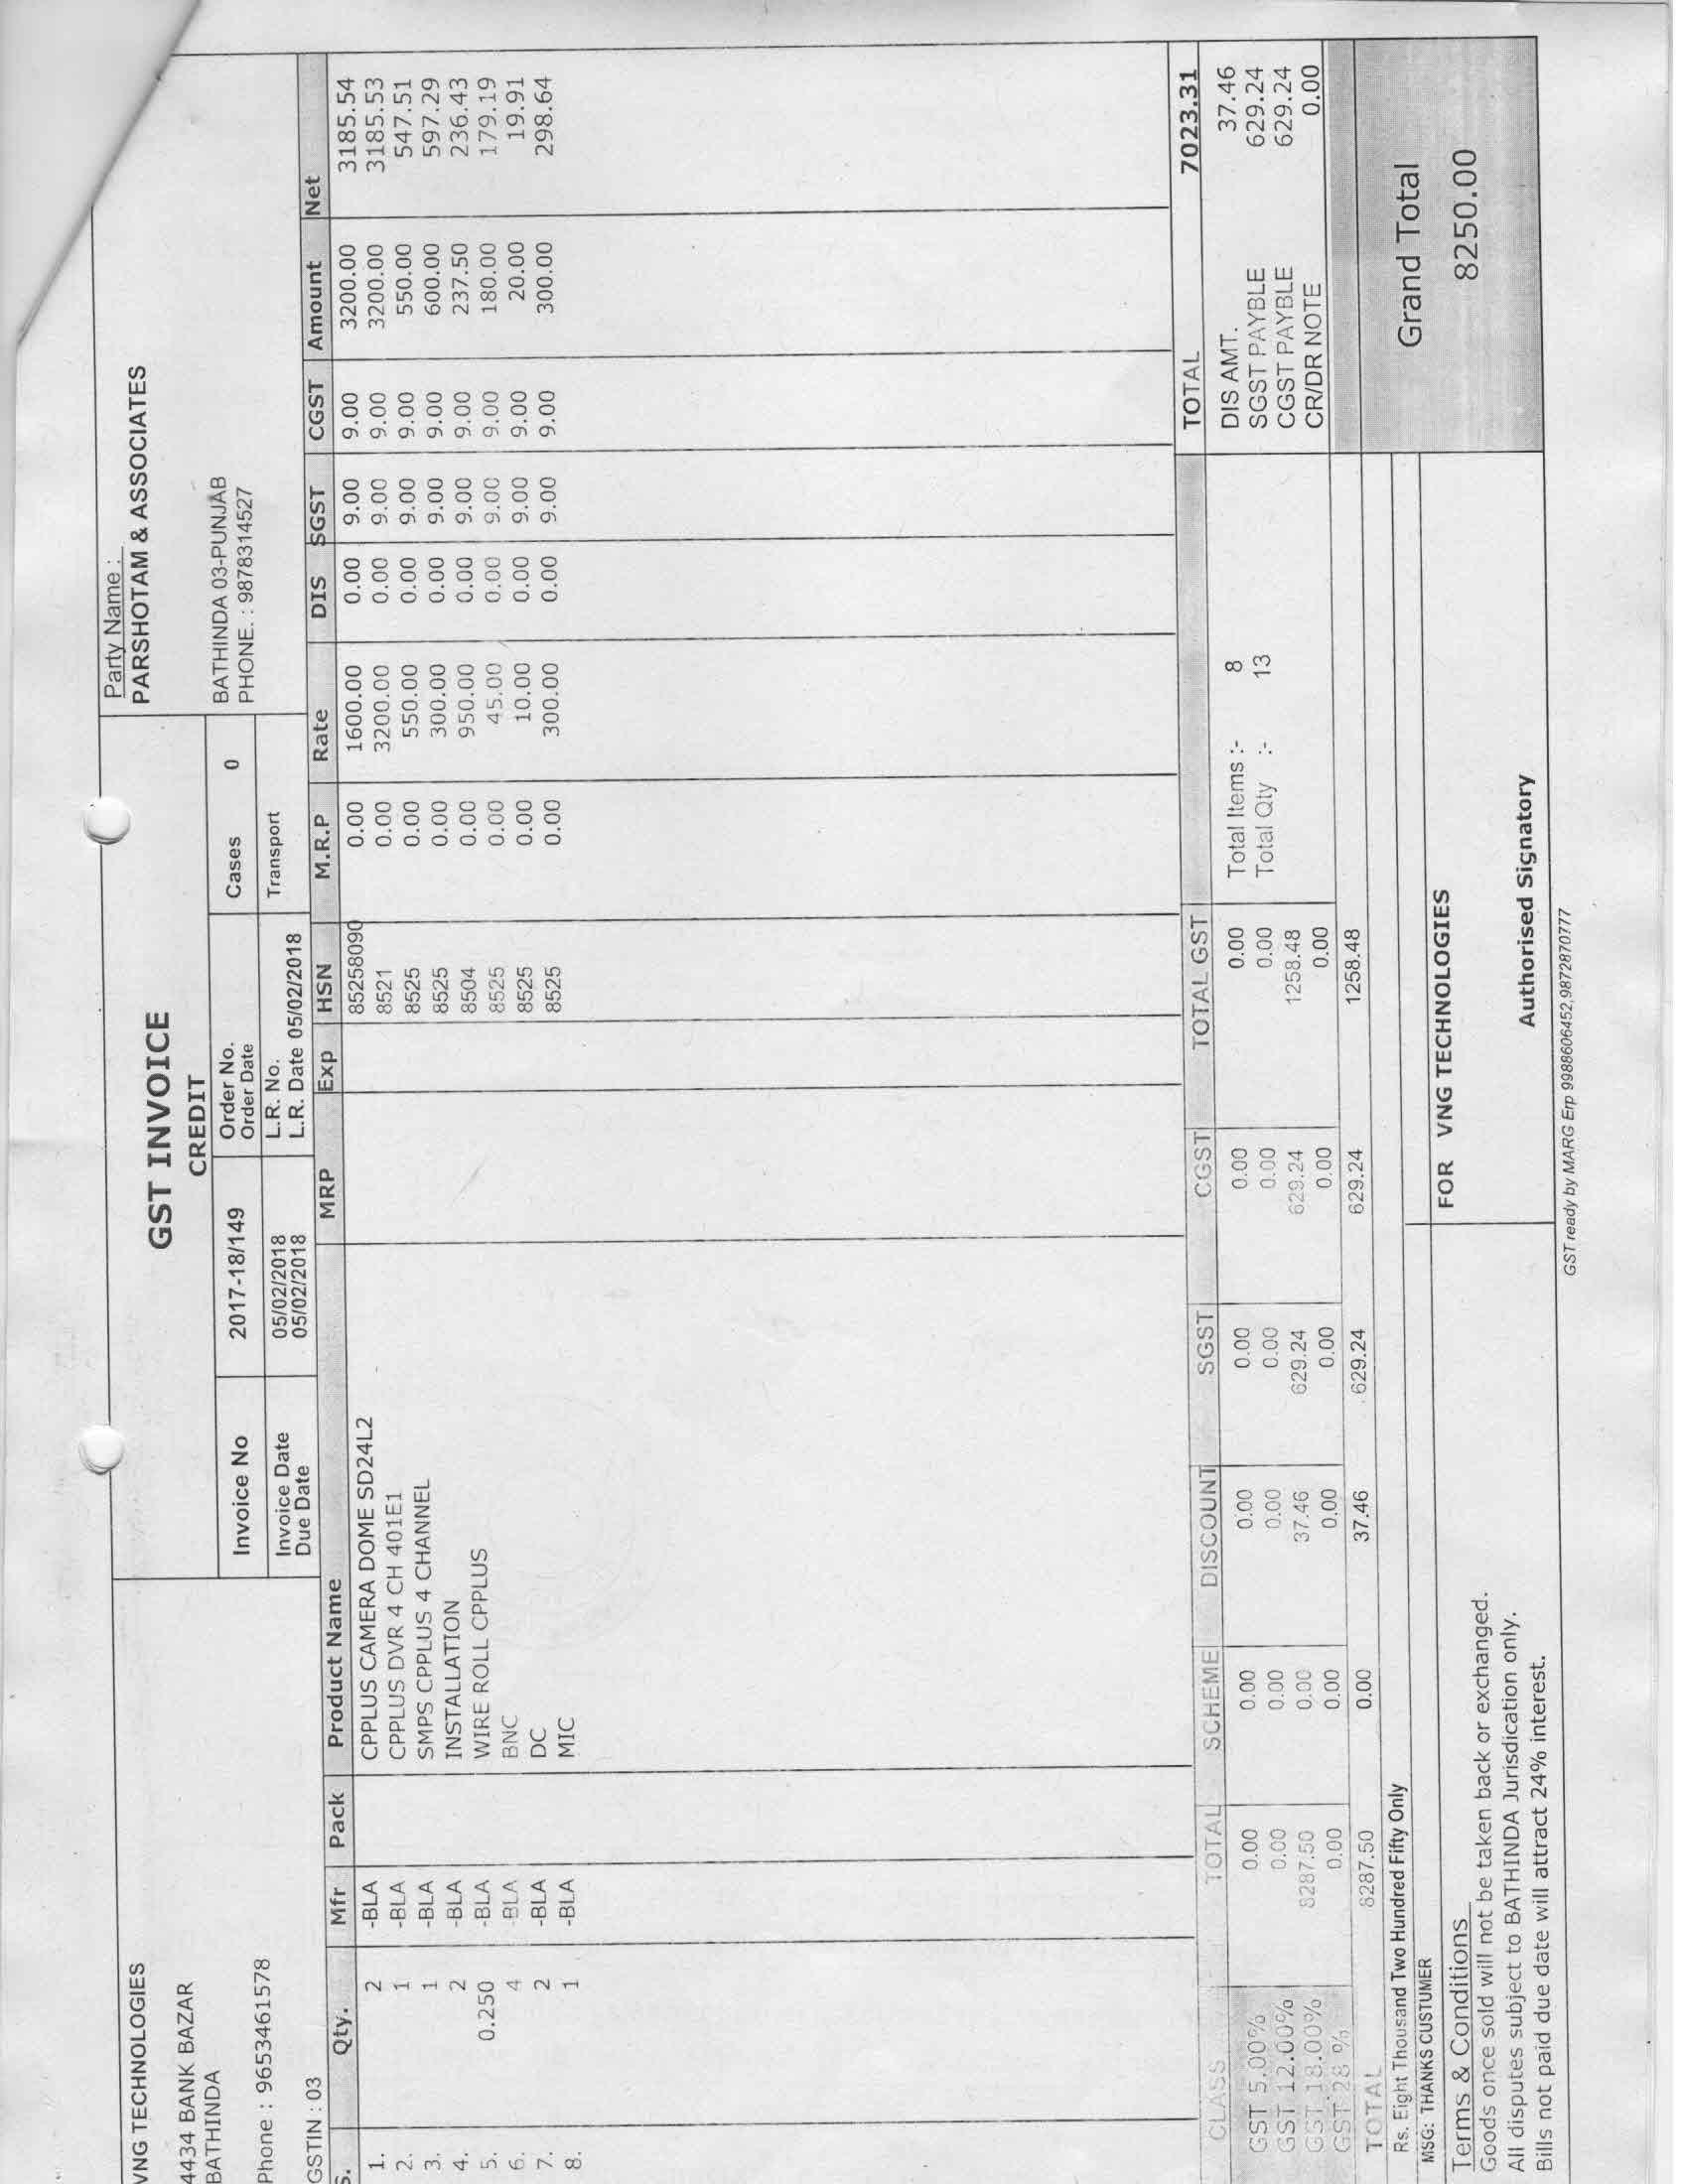 VNG TECHNOLOGIES
4434 BANK BAZAR
BATHINDA
Phone : 9653461578
GSTIN : 03
GST INVOICE
CREDIT
Invoice No 2017-18/149 Order No. Cases 0
Order Date
Invoice Date 05/02/2018 L.R. No. Transport
Due Date 05/02/2018 L.R. Date 05/02/2018
Party Name :
PARSHOTAM & ASSOCIATES
BATHINDA 03-PUNJAB
PHONE. : 9878314527
S. Qty. Mfr Pack Product Name MRP Exp HSN M.R.P Rate DIS SGST CGST Amount Net
1. 2 -BLA CPPLUS CAMERA DOME SD24L2 85258090 0.00 1600.00 0.00 9.00 9.00 3200.00 3185.54
2. 1 -BLA CPPLUS DVR 4 CH 401E1 8521 0.00 3200.00 0.00 9.00 9.00 3200.00 3185.53
3. 1 -BLA SMPS CPPLUS 4 CHANNEL 8525 0.00 550.00 0.00 9.00 9.00 550.00 547.51
4. 2 -BLA INSTALLATION 8525 0.00 300.00 0.00 9.00 9.00 600.00 597.29
5. 0.250 -BLA WIRE ROLL CPPLUS 8504 0.00 950.00 0.00 9.00 9.00 237.50 236.43
6. 4 -BLA BNC 8525 0.00 45.00 0.00 9.00 9.00 180.00 179.19
7. 2 -BLA DC 8525 0.00 10.00 0.00 9.00 9.00 20.00 19.91
8. 1 -BLA MIC 8525 0.00 300.00 0.00 9.00 9.00 300.00 298.64
CLASS TOTAL SCHEME DISCOUNT SGST CGST TOTAL GST TOTAL 7023.31
GST 5.00% 0.00 0.00 0.00 0.00 0.00 0.00 Total Items :- 8 DIS AMT. 37.46
GST 12.00% 0.00 0.00 0.00 0.00 0.00 0.00 Total Qty :- 13 SGST PAYBLE 629.24
GST 18.00% 8287.50 0.00 37.46 629.24 629.24 1258.48 CGST PAYBLE 629.24
GST 28 % 0.00 0.00 0.00 0.00 0.00 0.00 CR/DR NOTE 0.00
TOTAL 8287.50 0.00 37.46 629.24 629.24 1258.48
Rs. Eight Thousand Two Hundred Fifty Only
MSG: THANKS CUSTUMER
Terms & Conditions
Goods once sold will not be taken back or exchanged.
All disputes subject to BATHINDA Jurisdication only.
Bills not paid due date will attract 24% interest.
FOR VNG TECHNOLOGIES
Authorised Signatory
Grand Total
8250.00
GST ready by MARG Erp 9988606452,9872870777